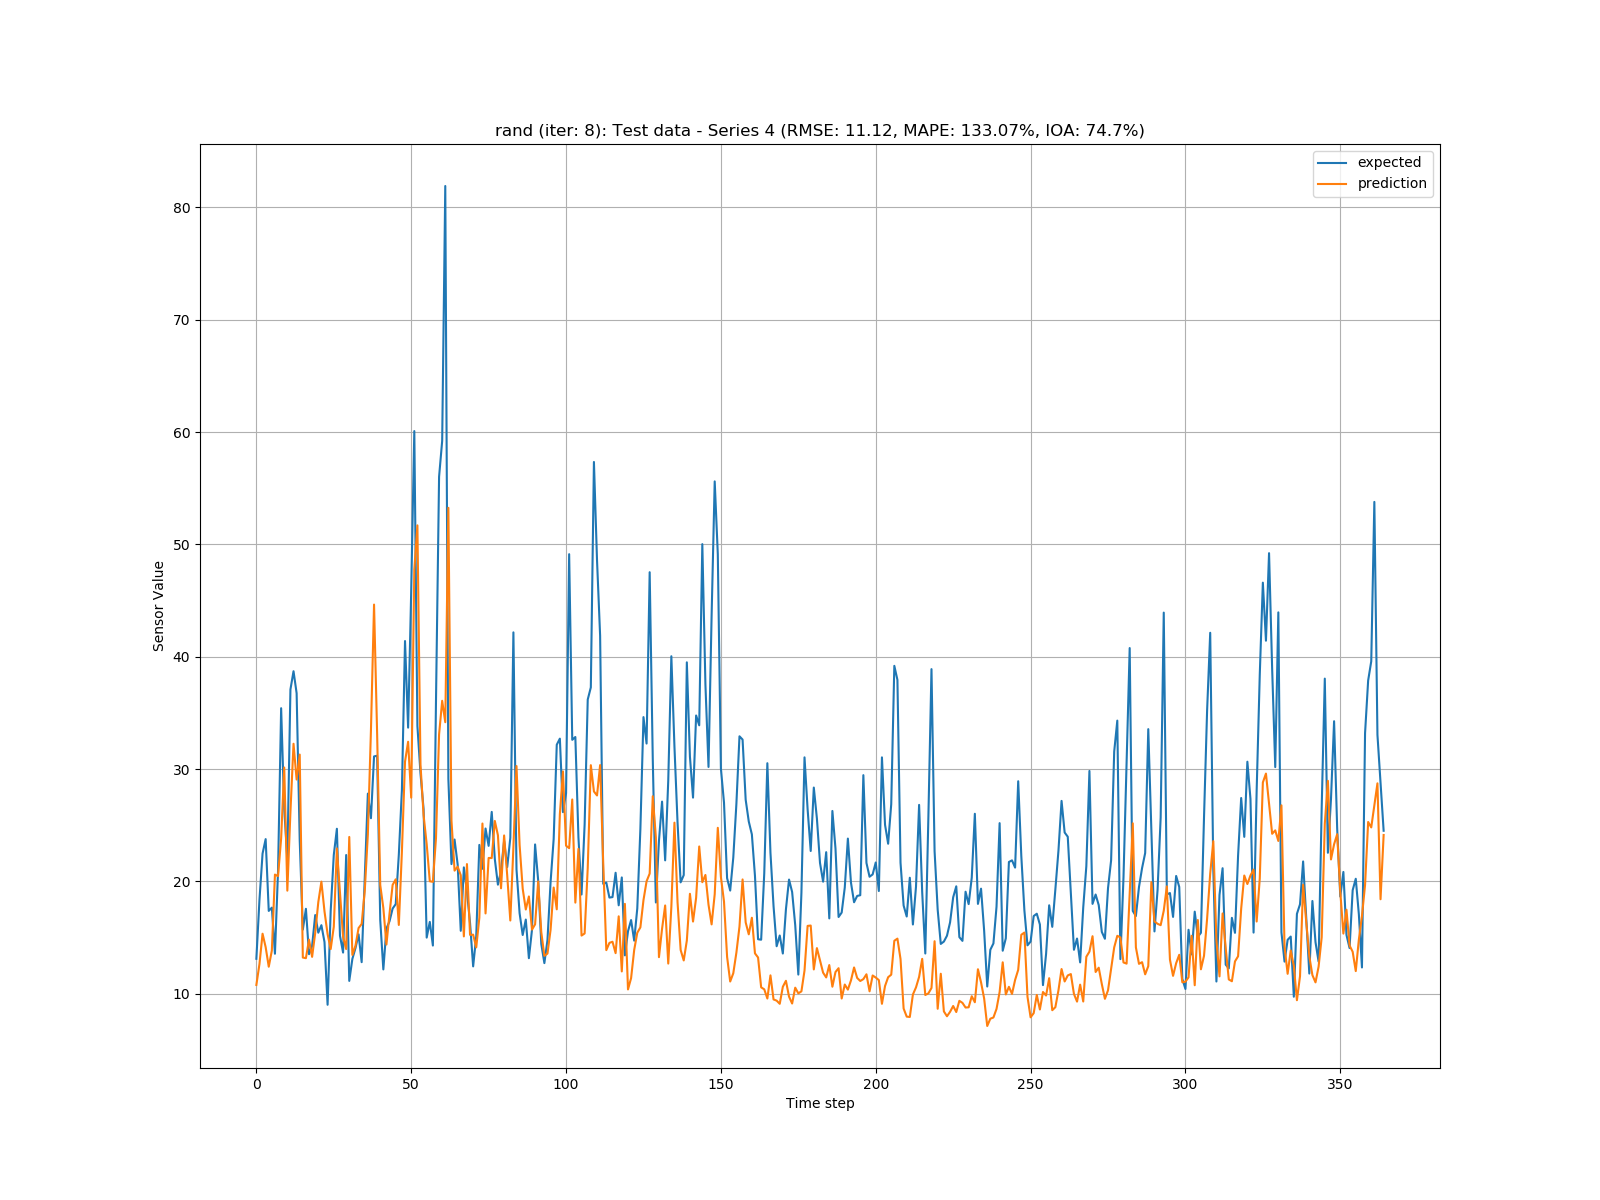 rand (iter: 8): Test data - Series 4 (RMSE: 11.12, MAPE: 133.07%, IOA: 74.7%)
expected
prediction
80
70
60
50
40
30
20
10
Sensor Value
0 50 100 150 200 250 300 350
Time step